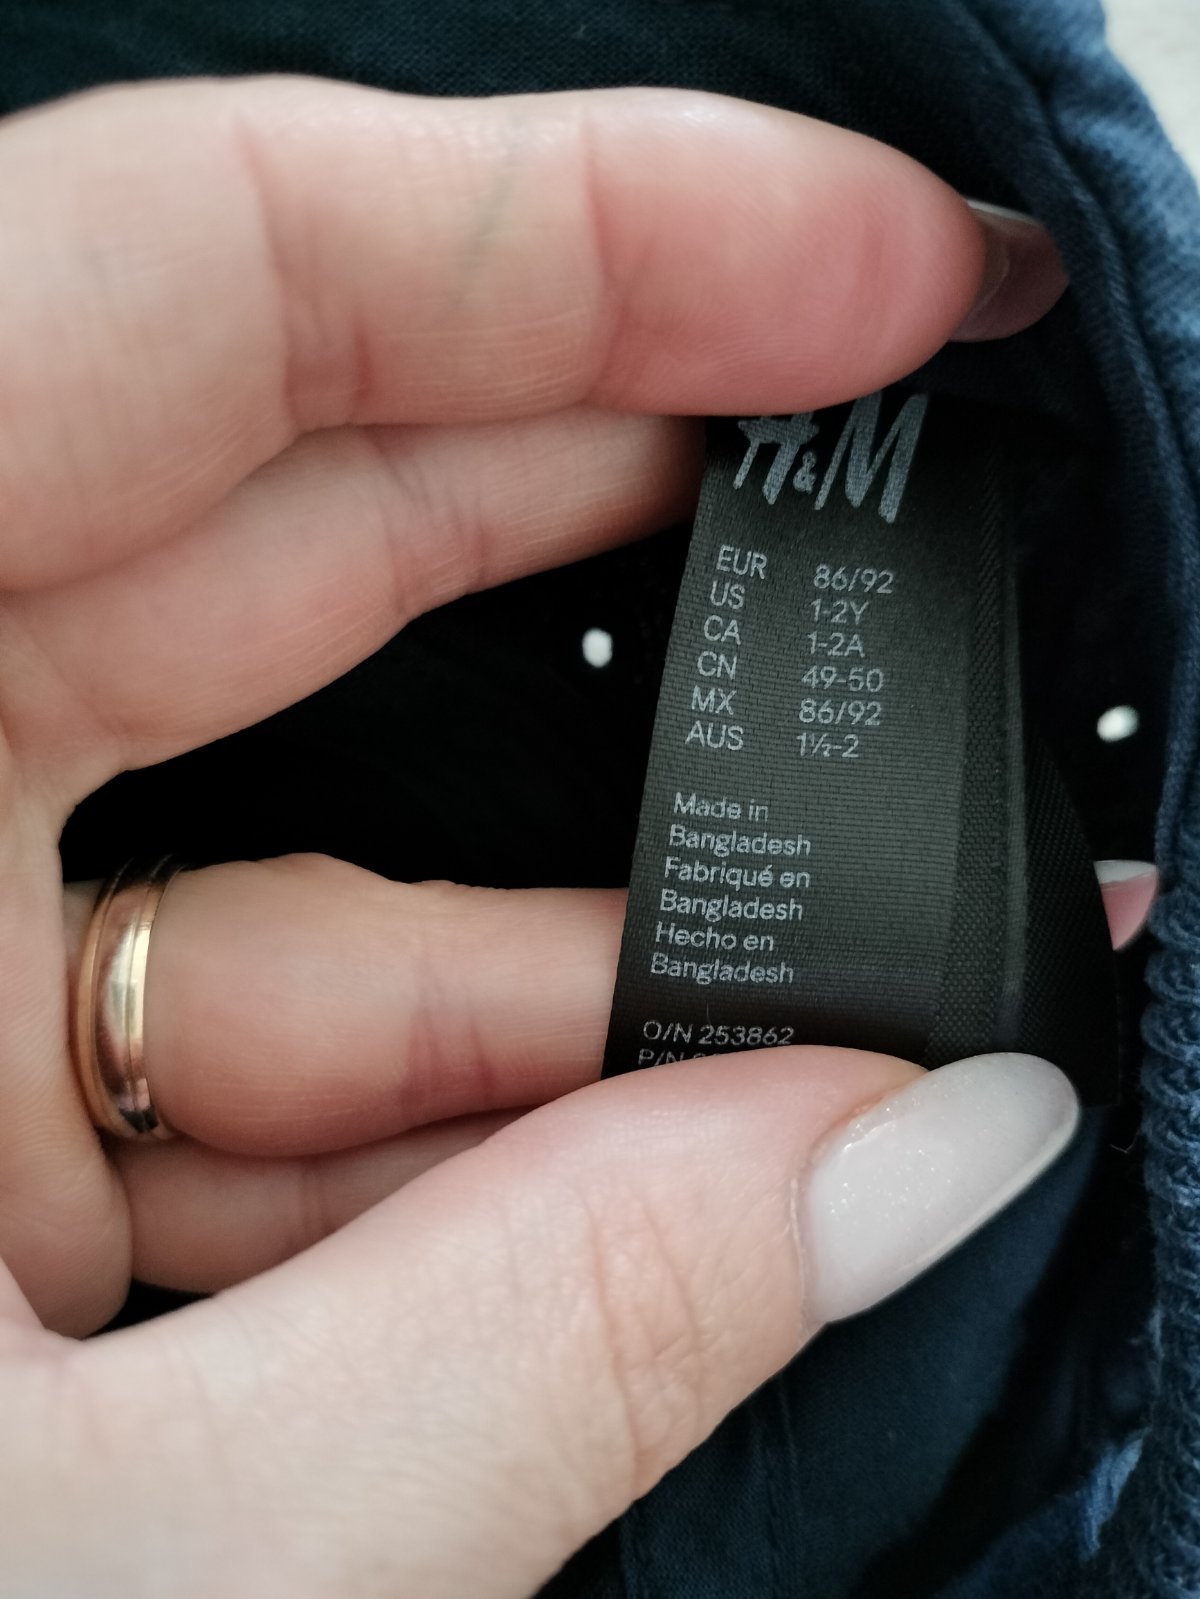 H&M
EUR 86/92
US 1-2Y
CA 1-2A
CN 49-50
MX 86/92
AUS 1½-2
Made in
Bangladesh
Fabriqué en
Bangladesh
Hecho en
Bangladesh
O/N 253862
P/N